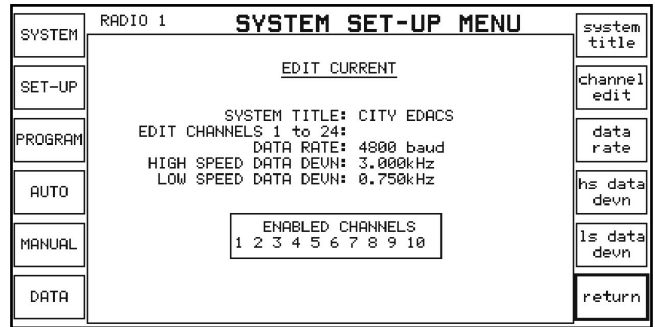 RADIO 1
SYSTEM SET-UP MENU
SYSTEM
SET-UP
PROGRAM
AUTO
MANUAL
DATA
EDIT CURRENT
SYSTEM TITLE: CITY EDACS
EDIT CHANNELS 1 to 24:
DATA RATE: 4800 baud
HIGH SPEED DATA DEVN: 3.000kHz
LOW SPEED DATA DEVN: 0.750kHz
ENABLED CHANNELS
1 2 3 4 5 6 7 8 9 10
system
title
channel
edit
data
rate
hs data
devn
ls data
devn
return